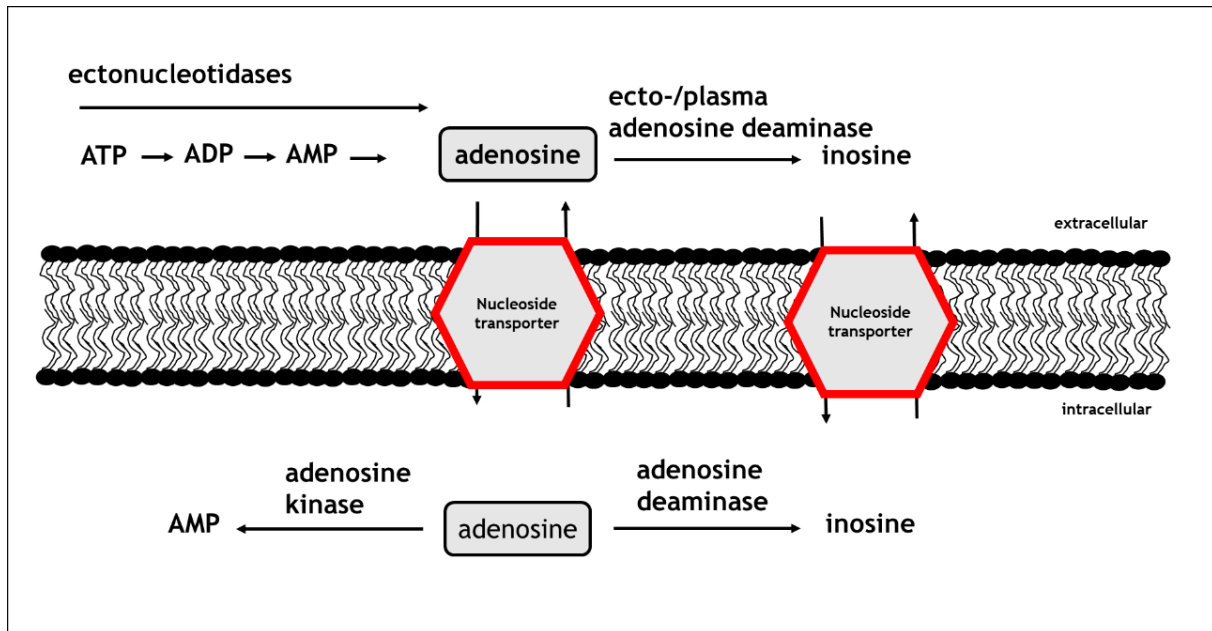 ectonucleotidases
ecto-/plasma
adenosine deaminase
ATP
ADP
AMP
adenosine
inosine
extracellular
Nucleoside
transporter
Nucleoside
transporter
intracellular
adenosine
kinase
adenosine
deaminase
AMP
adenosine
inosine